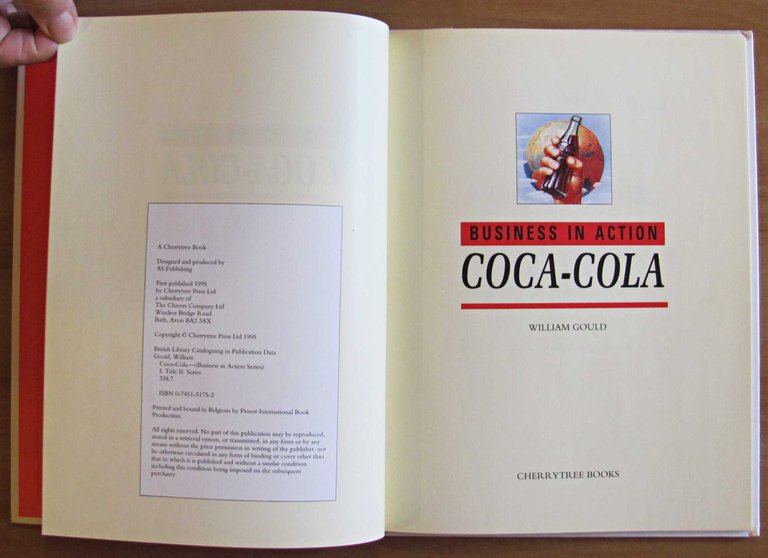 A Cherrytree Book
Designed and produced by
AS Publishing
First published 1995
by Cherrytree Press Ltd
a subsidiary of
The Chivers Company Ltd
Windsor Bridge Road
Bath, Avon BA2 3AX
Copyright © Cherrytree Press Ltd 1995
British Library Cataloguing in Publication Data
Gould, William
Coca-Cola.—(Business in Action Series)
I. Title II. Series
338.7
ISBN 0-7451-5175-2
Printed and bound in Belgium by Proost International Book
Production
All rights reserved. No part of this publication may be reproduced,
stored in a retrieval system, or transmitted, in any form or by any
means without the prior permission in writing of the publisher, nor
be otherwise circulated in any form of binding or cover other than
that in which it is published and without a similar condition
including this condition being imposed on the subsequent
purchaser.
BUSINESS IN ACTION
COCA-COLA
WILLIAM GOULD
CHERRYTREE BOOKS